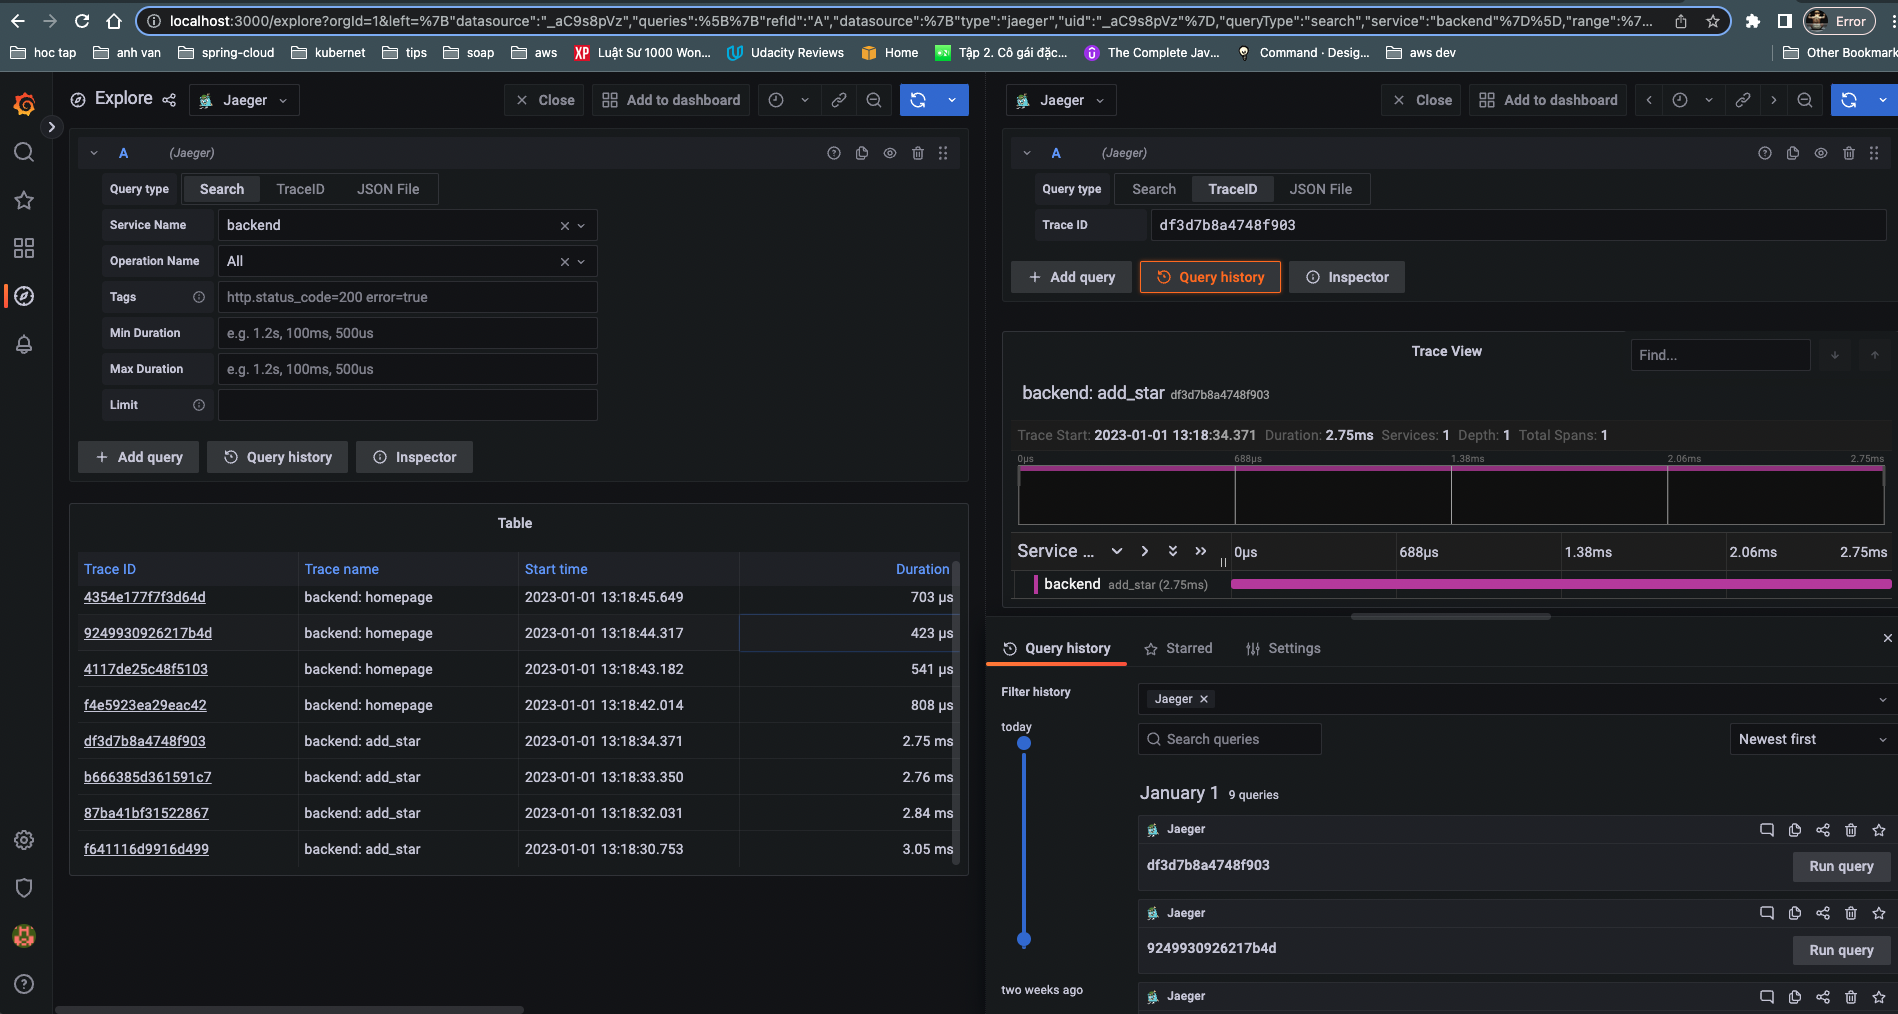 localhost:3000/explore?orgId=1&left=%7B"datasource":"_aC9s8pVz","queries":%5B%7B"refId":"A","datasource":%7B"type":"jaeger","uid":"_aC9s8pVz"%7D,"queryType":"search","service":"backend"%7D%5D,"range":%7...
Error
hoc tap
anh van
spring-cloud
kubernet
tips
soap
aws
XP Luật Sư 1000 Won...
Udacity Reviews
Home
Tập 2. Cô gái đặc...
The Complete Jav...
Command · Desig...
aws dev
Other Bookmark
Explore
Jaeger
Close
Add to dashboard
A
(Jaeger)
Query type
Search
TraceID
JSON File
Service Name
backend
Operation Name
All
Tags
http.status_code=200 error=true
Min Duration
e.g. 1.2s, 100ms, 500us
Max Duration
e.g. 1.2s, 100ms, 500us
Limit
Add query
Query history
Inspector
Table
Trace ID Trace name Start time Duration
4354e177f7f3d64d backend: homepage 2023-01-01 13:18:45.649 703 µs
9249930926217b4d backend: homepage 2023-01-01 13:18:44.317 423 µs
4117de25c48f5103 backend: homepage 2023-01-01 13:18:43.182 541 µs
f4e5923ea29eac42 backend: homepage 2023-01-01 13:18:42.014 808 µs
df3d7b8a4748f903 backend: add_star 2023-01-01 13:18:34.371 2.75 ms
b666385d361591c7 backend: add_star 2023-01-01 13:18:33.350 2.76 ms
87ba41bf31522867 backend: add_star 2023-01-01 13:18:32.031 2.84 ms
f641116d9916d499 backend: add_star 2023-01-01 13:18:30.753 3.05 ms
Jaeger
Close
Add to dashboard
A
(Jaeger)
Query type
Search
TraceID
JSON File
Trace ID
df3d7b8a4748f903
Add query
Query history
Inspector
Trace View
Find...
backend: add_star df3d7b8a4748f903
Trace Start: 2023-01-01 13:18:34.371 Duration: 2.75ms Services: 1 Depth: 1 Total Spans: 1
0µs 688µs 1.38ms 2.06ms 2.75ms
Service ... 0µs 688µs 1.38ms 2.06ms 2.75ms
backend add_star (2.75ms)
Query history
Starred
Settings
Filter history
Jaeger
today
Search queries
Newest first
January 1 9 queries
Jaeger
df3d7b8a4748f903
Run query
Jaeger
9249930926217b4d
Run query
two weeks ago
Jaeger